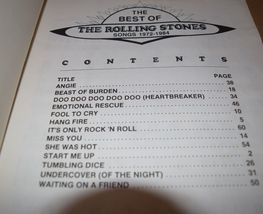 THE
BEST OF
THE ROLLING STONES
SONGS 1972-1984
CONTENTS
TITLE PAGE
ANGIE 38
BEAST OF BURDEN 18
DOO DOO DOO DOO DOO (HEARTBREAKER) 34
EMOTIONAL RESCUE 46
FOOL TO CRY 10
HANG FIRE 5
IT'S ONLY ROCK 'N ROLL 60
MISS YOU 14
SHE WAS HOT 54
START ME UP 2
TUMBLING DICE 26
UNDERCOVER (OF THE NIGHT) 31
WAITING ON A FRIEND 50